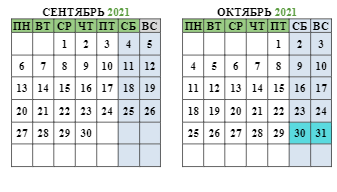 СЕНТЯБРЬ 2021
ПН ВТ СР ЧТ ПТ СБ ВС
1 2 3 4 5
6 7 8 9 10 11 12
13 14 15 16 17 18 19
20 21 22 23 24 25 26
27 28 29 30
ОКТЯБРЬ 2021
ПН ВТ СР ЧТ ПТ СБ ВС
1 2 3
4 5 6 7 8 9 10
11 12 13 14 15 16 17
18 19 20 21 22 23 24
25 26 27 28 29 30 31